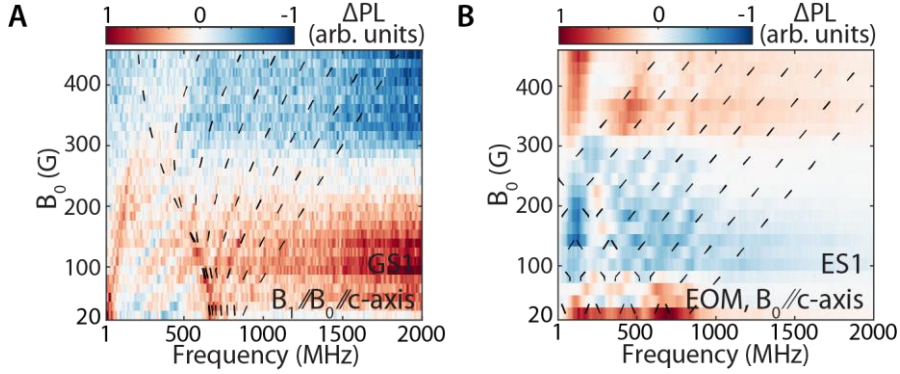 A
1 0 -1 ΔPL
(arb. units)
B₀ (G)
400
300
200
100
20
GS1
B₁//B₀//c-axis
1 500 1000 1500 2000
Frequency (MHz)
B
1 0 -1 ΔPL
(arb. units)
B₀ (G)
400
300
200
100
20
ES1
EOM, B₀//c-axis
1 500 1000 1500 2000
Frequency (MHz)